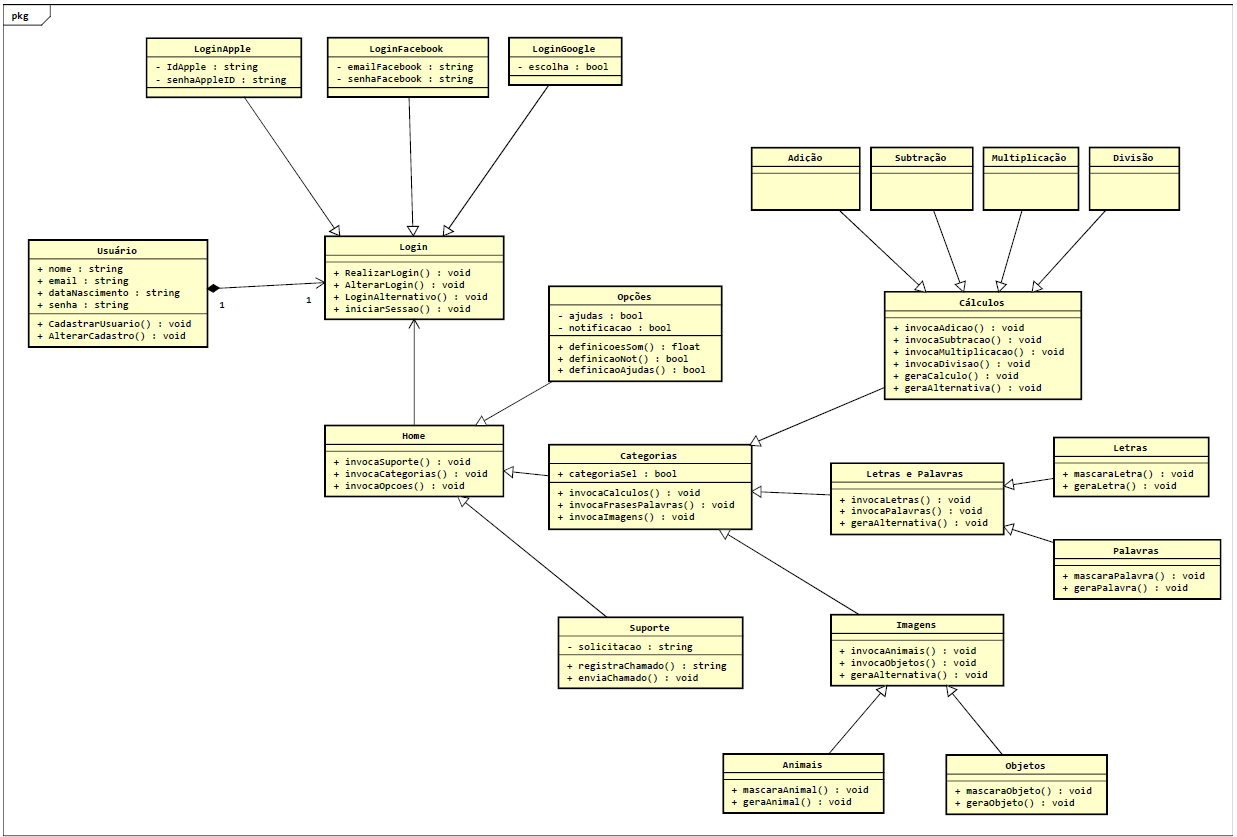 pkg
LoginApple
- IdApple : string
- senhaAppleID : string
LoginFacebook
- emailFacebook : string
- senhaFacebook : string
LoginGoogle
- escolha : bool
Adição
Subtração
Multiplicação
Divisão
Usuário
+ nome : string
+ email : string
+ dataNascimento : string
+ senha : string
+ CadastrarUsuario() : void
+ AlterarCadastro() : void
1
1
Login
+ RealizarLogin() : void
+ AlterarLogin() : void
+ LoginAlternativo() : void
+ iniciarSessao() : void
Opções
- ajudas : bool
- notificacao : bool
+ definicoesSom() : float
+ definicaoNot() : bool
+ definicaoAjudas() : bool
Cálculos
+ invocaAdicao() : void
+ invocaSubtracao() : void
+ invocaMultiplicacao() : void
+ invocaDivisao() : void
+ geraCalculo() : void
+ geraAlternativa() : void
Home
+ invocaSuporte() : void
+ invocaCategorias() : void
+ invocaOpcoes() : void
Categorias
+ categoriaSel : bool
+ invocaCalculos() : void
+ invocaFrasesPalavras() : void
+ invocaImagens() : void
Letras e Palavras
+ invocaLetras() : void
+ invocaPalavras() : void
+ geraAlternativa() : void
Letras
+ mascaraLetra() : void
+ geraLetra() : void
Palavras
+ mascaraPalavra() : void
+ geraPalavra() : void
Suporte
- solicitacao : string
+ registraChamado() : string
+ enviaChamado() : void
Imagens
+ invocaAnimais() : void
+ invocaObjetos() : void
+ geraAlternativa() : void
Animais
+ mascaraAnimal() : void
+ geraAnimal() : void
Objetos
+ mascaraObjeto() : void
+ geraObjeto() : void